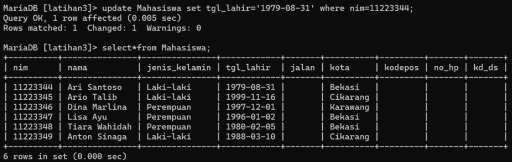 MariaDB [latihan3]> update Mahasiswa set tgl_lahir='1979-08-31' where nim=11223344;
Query OK, 1 row affected (0.005 sec)
Rows matched: 1  Changed: 1  Warnings: 0
MariaDB [latihan3]> select*from Mahasiswa;
+----------+---------------+---------------+------------+-------+----------+---------+-------+-------+
| nim      | nama          | jenis_kelamin | tgl_lahir  | jalan | kota     | kodepos | no_hp | kd_ds |
+----------+---------------+---------------+------------+-------+----------+---------+-------+-------+
| 11223344 | Ari Santoso   | Laki-laki     | 1979-08-31 |       | Bekasi   |         |       |       |
| 11223345 | Ario Talib    | Laki-laki     | 1999-11-16 |       | Cikarang |         |       |       |
| 11223346 | Dina Marlina  | Perempuan     | 1997-12-01 |       | Karawang |         |       |       |
| 11223347 | Lisa Ayu      | Perempuan     | 1996-01-02 |       | Bekasi   |         |       |       |
| 11223348 | Tiara Wahidah | Perempuan     | 1980-02-05 |       | Bekasi   |         |       |       |
| 11223349 | Anton Sinaga  | Laki-laki     | 1988-03-10 |       | Cikarang |         |       |       |
+----------+---------------+---------------+------------+-------+----------+---------+-------+-------+
6 rows in set (0.000 sec)